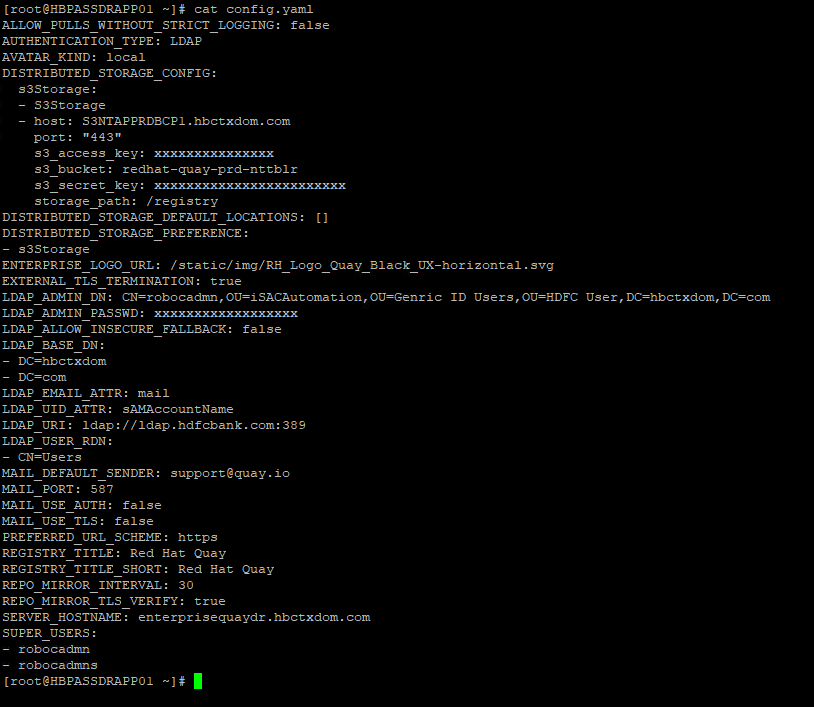 [root@HBPASSDRAPP01 ~]# cat config.yaml
ALLOW_PULLS_WITHOUT_STRICT_LOGGING: false
AUTHENTICATION_TYPE: LDAP
AVATAR_KIND: local
DISTRIBUTED_STORAGE_CONFIG:
  s3Storage:
  - S3Storage
  - host: S3NTAPPRDBCP1.hbctxdom.com
    port: "443"
    s3_access_key: xxxxxxxxxxxxxxx
    s3_bucket: redhat-quay-prd-nttblr
    s3_secret_key: xxxxxxxxxxxxxxxxxxxxxxxx
    storage_path: /registry
DISTRIBUTED_STORAGE_DEFAULT_LOCATIONS: []
DISTRIBUTED_STORAGE_PREFERENCE:
- s3Storage
ENTERPRISE_LOGO_URL: /static/img/RH_Logo_Quay_Black_UX-horizontal.svg
EXTERNAL_TLS_TERMINATION: true
LDAP_ADMIN_DN: CN=robocadmn,OU=iSACAutomation,OU=Genric ID Users,OU=HDFC User,DC=hbctxdom,DC=com
LDAP_ADMIN_PASSWD: xxxxxxxxxxxxxxxxxx
LDAP_ALLOW_INSECURE_FALLBACK: false
LDAP_BASE_DN:
- DC=hbctxdom
- DC=com
LDAP_EMAIL_ATTR: mail
LDAP_UID_ATTR: sAMAccountName
LDAP_URI: ldap://ldap.hdfcbank.com:389
LDAP_USER_RDN:
- CN=Users
MAIL_DEFAULT_SENDER: support@quay.io
MAIL_PORT: 587
MAIL_USE_AUTH: false
MAIL_USE_TLS: false
PREFERRED_URL_SCHEME: https
REGISTRY_TITLE: Red Hat Quay
REGISTRY_TITLE_SHORT: Red Hat Quay
REPO_MIRROR_INTERVAL: 30
REPO_MIRROR_TLS_VERIFY: true
SERVER_HOSTNAME: enterprisequaydr.hbctxdom.com
SUPER_USERS:
- robocadmn
- robocadmns
[root@HBPASSDRAPP01 ~]#